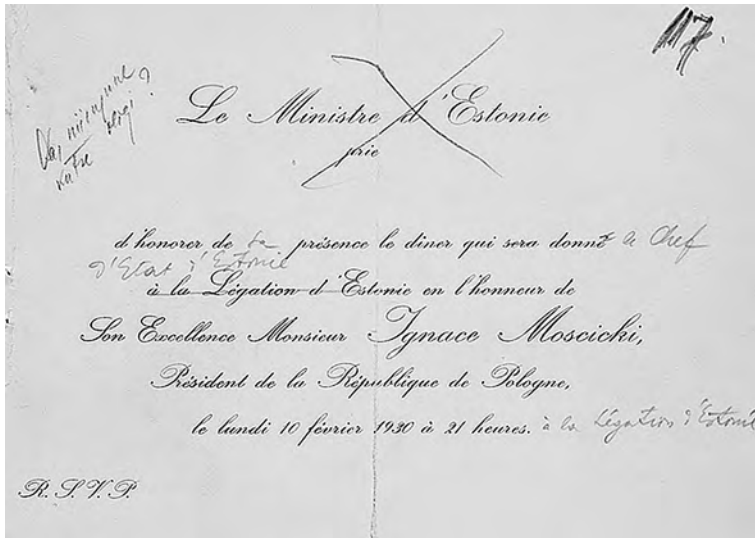 117.
Le Ministre d'Estonie
prie
d'honorer de sa présence le dîner qui sera donné le Chef
d'Etat d'Estonie
à la Légation d'Estonie en l'honneur de
Son Excellence Monsieur Ignace Moscicki,
Président de la République de Pologne,
le lundi 10 février 1930 à 21 heures. à la Légation d'Estonie
R. S. V. P.